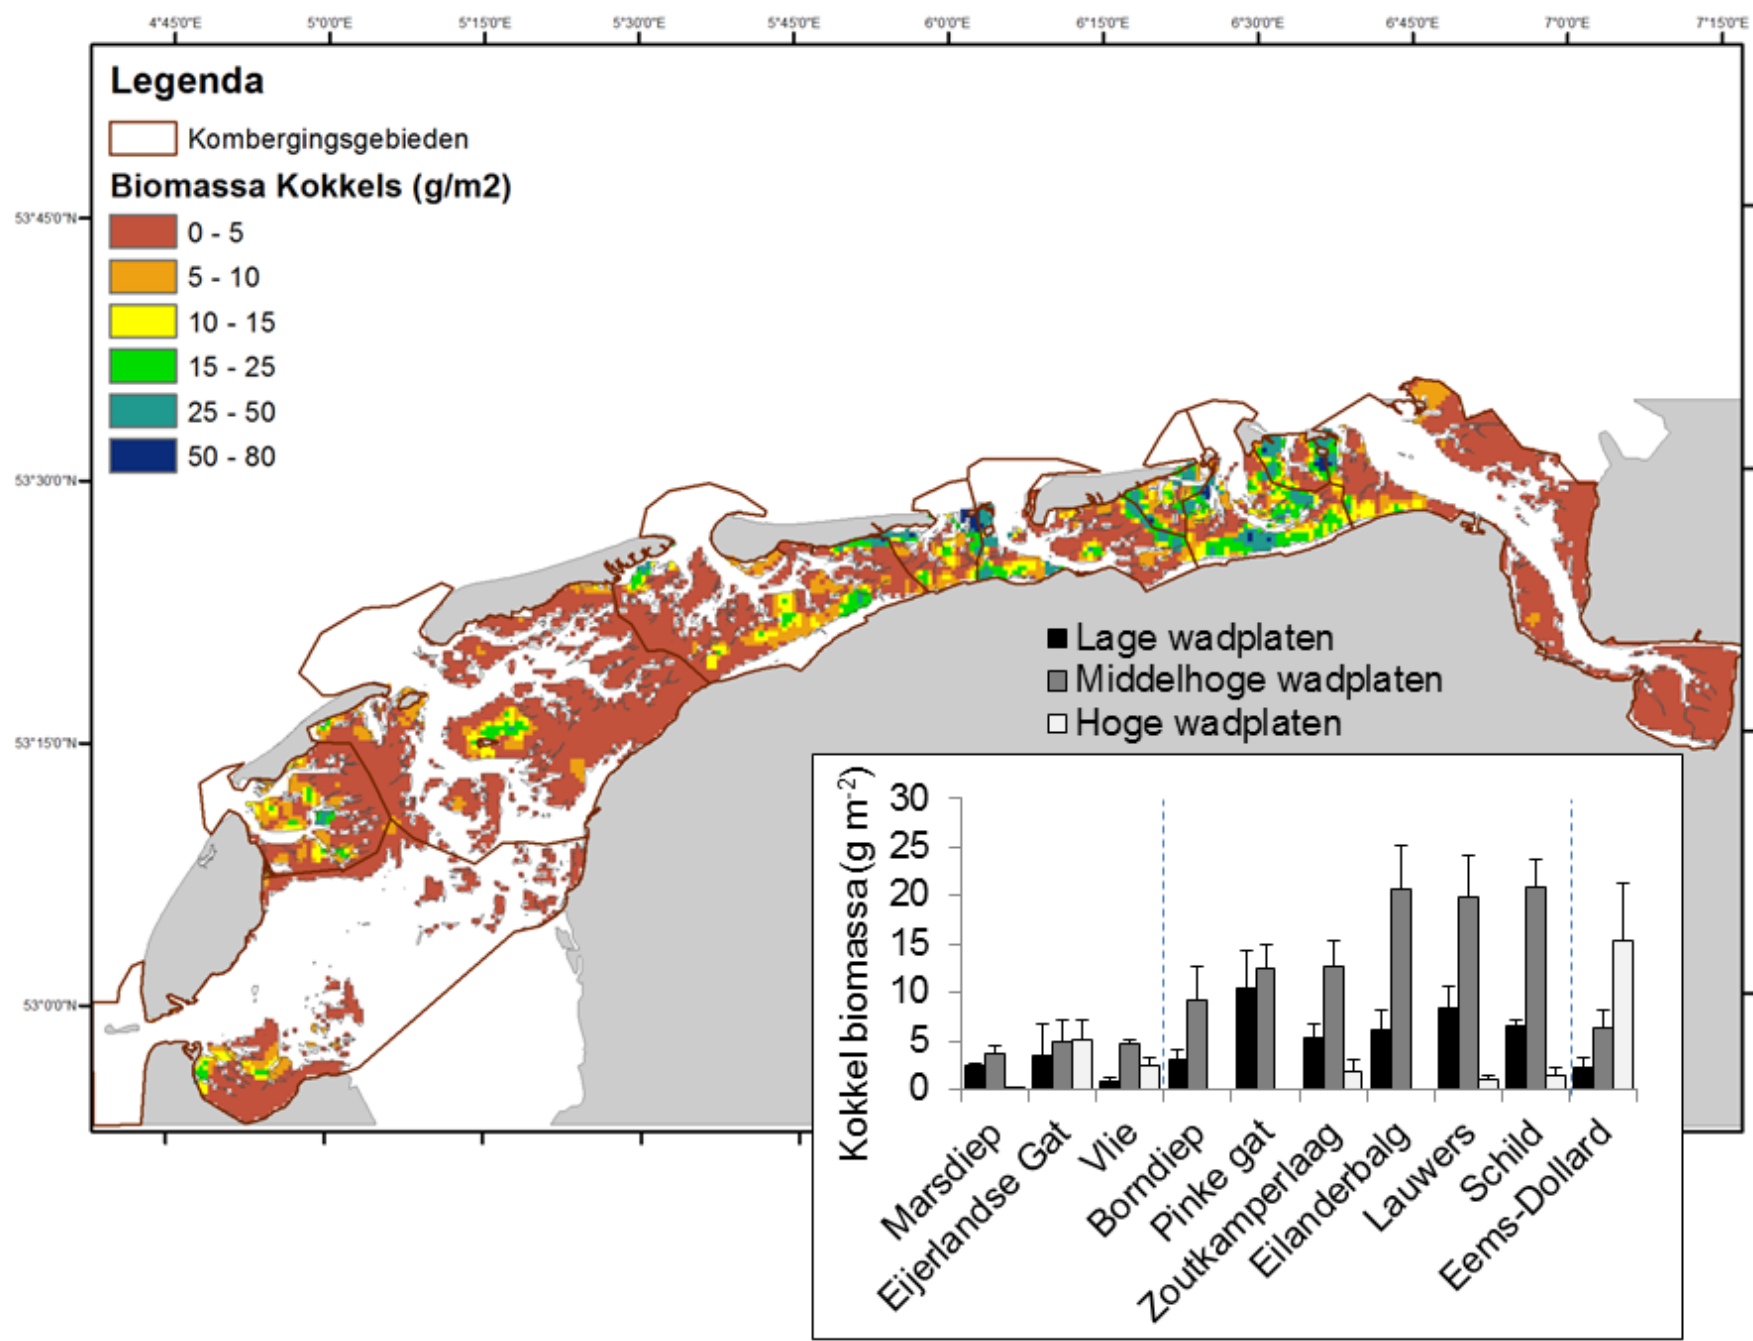 4°45'0"E 5°0'0"E 5°15'0"E 5°30'0"E 5°45'0"E 6°0'0"E 6°15'0"E 6°30'0"E 6°45'0"E 7°0'0"E 7°15'0"E
Legenda
Kombergingsgebieden
Biomassa Kokkels (g/m2)
53°45'0"N
0 - 5
5 - 10
10 - 15
15 - 25
25 - 50
50 - 80
53°30'0"N
53°15'0"N
53°0'0"N
Lage wadplaten
Middelhoge wadplaten
Hoge wadplaten
Kokkel biomassa (g m-2)
30
25
20
15
10
5
0
Marsdiep
Eijerlandse Gat
Vlie
Borndiep
Pinke gat
Zoutkamperlaag
Eilanderbalg
Lauwers
Schild
Eems-Dollard